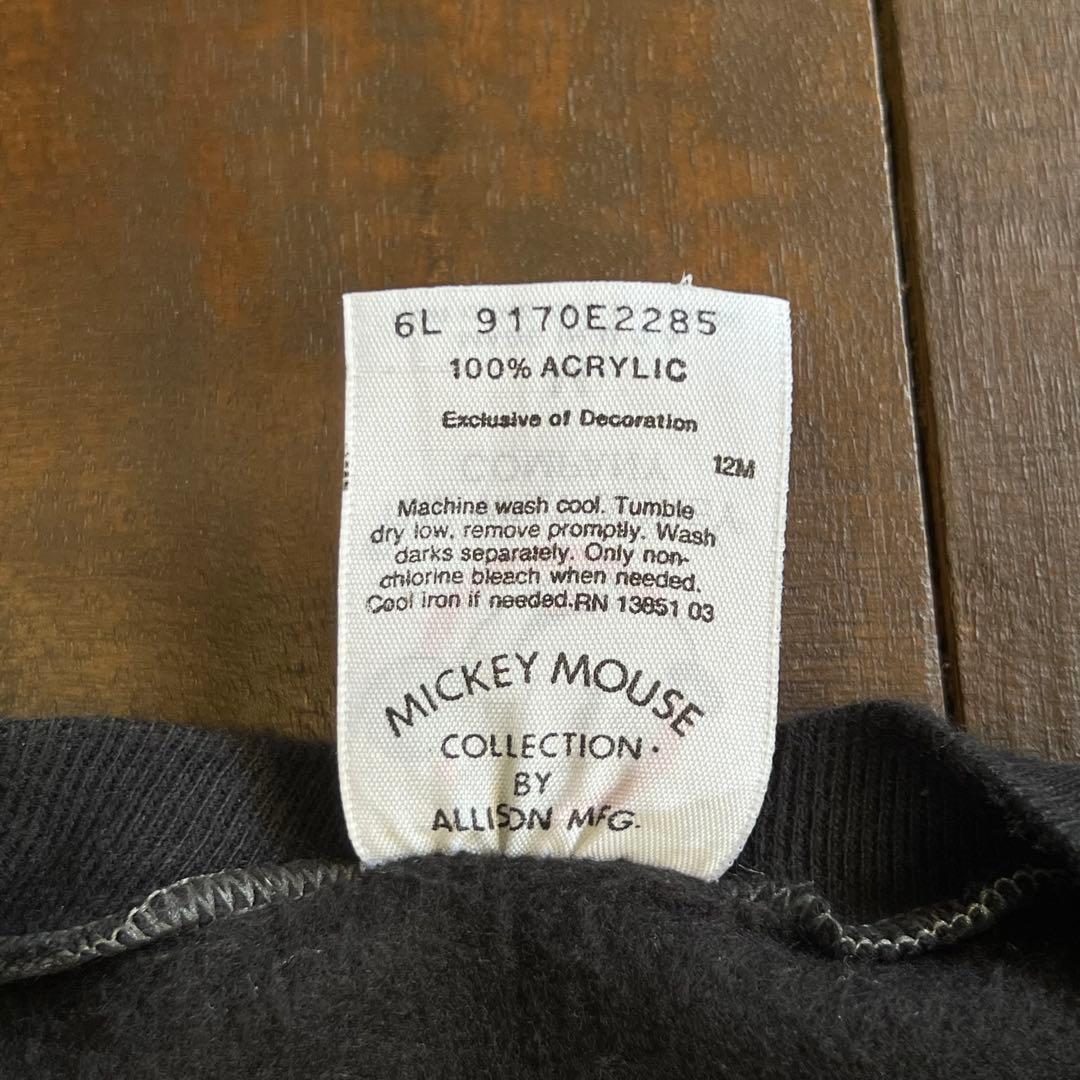 6L 9170E2285
100% ACRYLIC
Exclusive of Decoration
12M
Machine wash cool. Tumble
dry low, remove promptly. Wash
darks separately. Only non-
chlorine bleach when needed.
Cool iron if needed.RN 13851 03
MICKEY MOUSE
· COLLECTION ·
BY
ALLISON MFG.